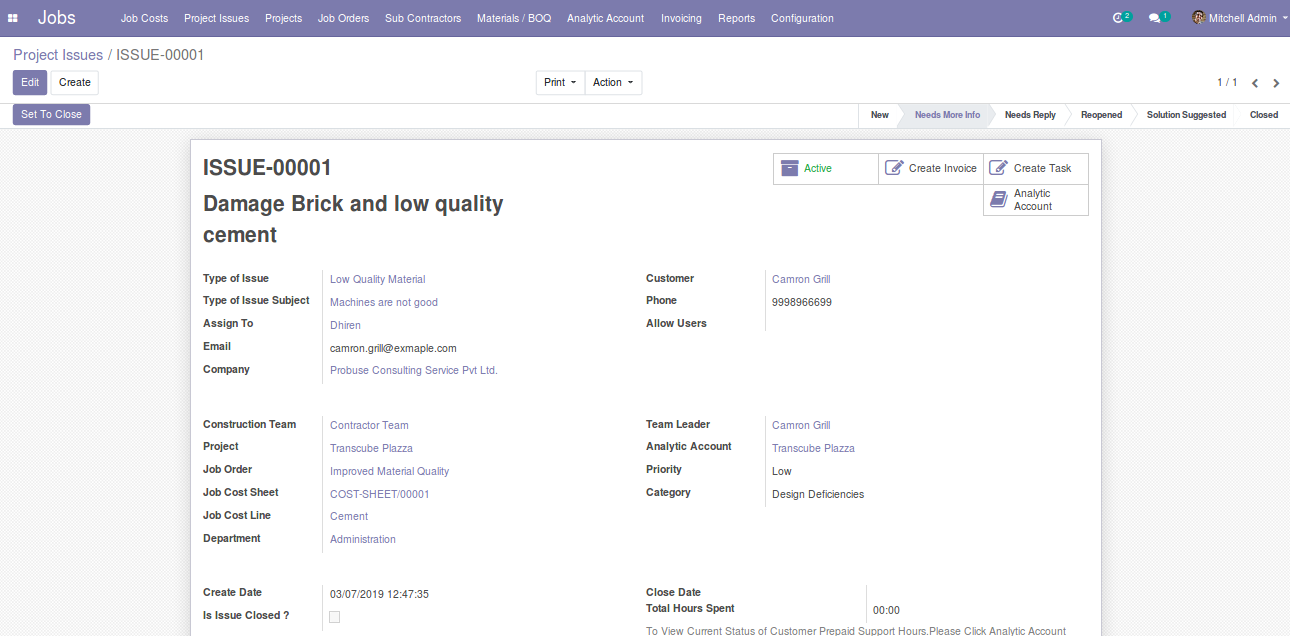 Jobs Job Costs Project Issues Projects Job Orders Sub Contractors Materials / BOQ Analytic Account Invoicing Reports Configuration 2 1 Mitchell Admin
Project Issues / ISSUE-00001
Edit Create Print Action 1 / 1
Set To Close New Needs More Info Needs Reply Reopened Solution Suggested Closed
ISSUE-00001
Active Create Invoice Create Task
Analytic
Account
Damage Brick and low quality
cement
Type of Issue Low Quality Material Customer Camron Grill
Type of Issue Subject Machines are not good Phone 9998966699
Assign To Dhiren Allow Users
Email camron.grill@exmaple.com
Company Probuse Consulting Service Pvt Ltd.
Construction Team Contractor Team Team Leader Camron Grill
Project Transcube Plazza Analytic Account Transcube Plazza
Job Order Improved Material Quality Priority Low
Job Cost Sheet COST-SHEET/00001 Category Design Deficiencies
Job Cost Line Cement
Department Administration
Create Date 03/07/2019 12:47:35 Close Date
Is Issue Closed ? Total Hours Spent 00:00
To View Current Status of Customer Prepaid Support Hours.Please Click Analytic Account